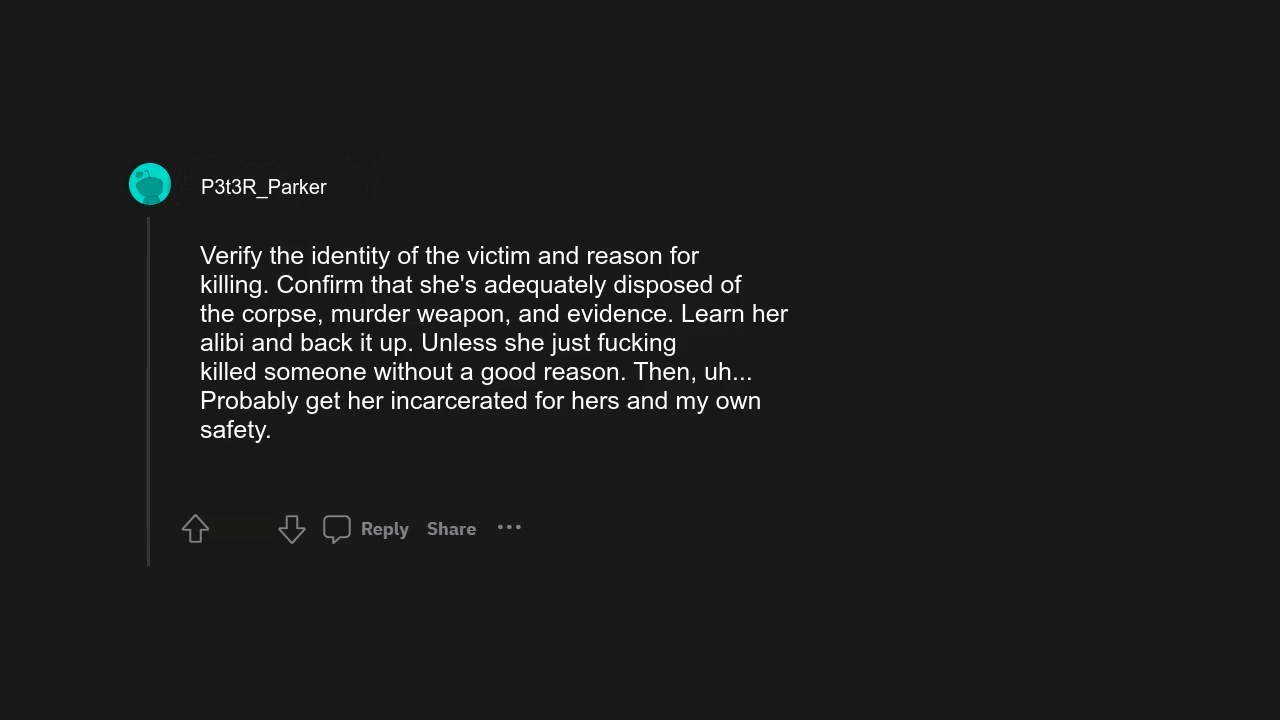 P3t3R_Parker
Verify the identity of the victim and reason for
killing. Confirm that she's adequately disposed of
the corpse, murder weapon, and evidence. Learn her
alibi and back it up. Unless she just fucking
killed someone without a good reason. Then, uh...
Probably get her incarcerated for hers and my own
safety.
Reply Share